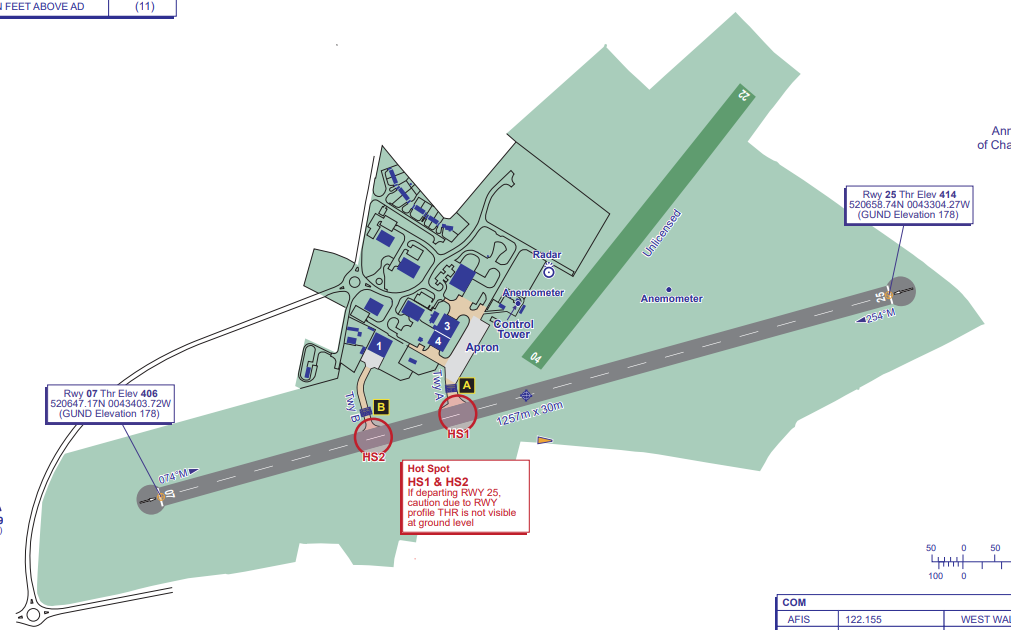 N FEET ABOVE AD (11)
22
Ann
of Cha
Rwy 25 Thr Elev 414
520658.74N 0043304.27W
(GUND Elevation 178)
Unlicensed
Radar
Anemometer
Anemometer
25
254°M
Control
Tower
3
4
1
Apron
04
Rwy 07 Thr Elev 406
520647.17N 0043403.72W
(GUND Elevation 178)
Twy A
A
Twy B
B
1257m x 30m
HS1
HS2
074°M
07
Hot Spot
HS1 & HS2
If departing RWY 25,
caution due to RWY
profile THR is not visible
at ground level
50 0 50
100 0
COM
AFIS 122.155 WEST WAL